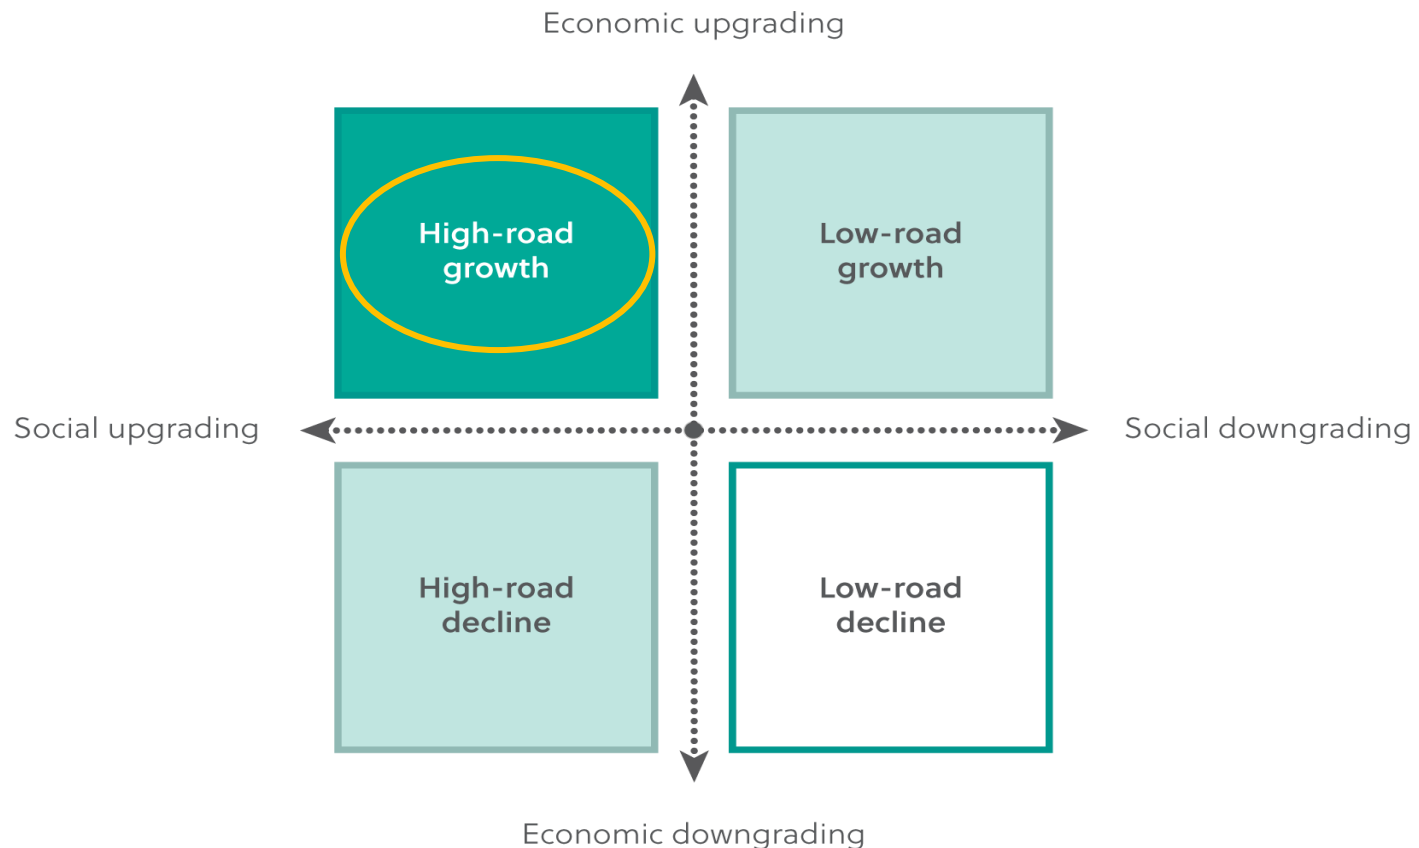 Economic upgrading
High-road
growth
Low-road
growth
Social upgrading
Social downgrading
High-road
decline
Low-road
decline
Economic downgrading